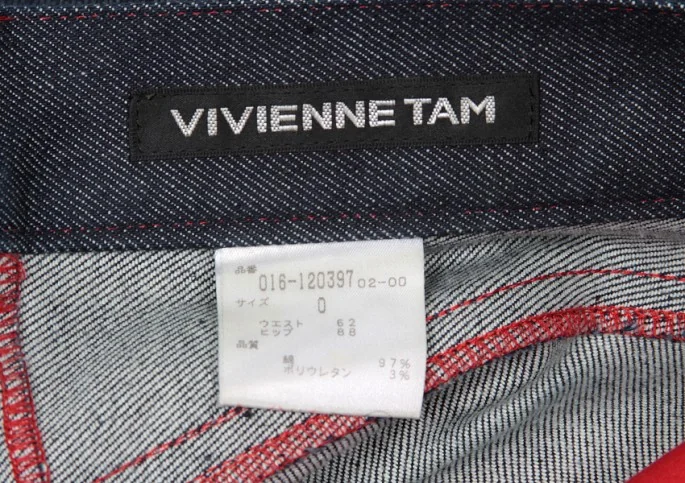 VIVIENNE TAM
品番
016-120397 02-00
サイズ
0
ウエスト 62
ヒップ 88
品質
綿 97%
ポリウレタン 3%